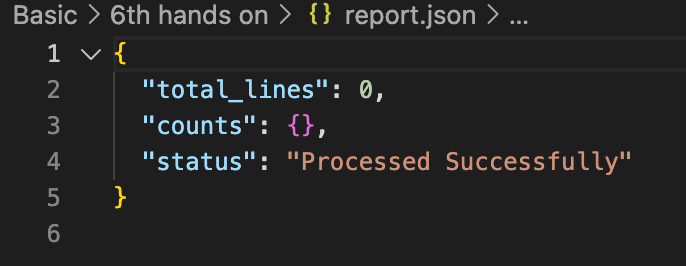 Basic > 6th hands on > {} report.json > ...
1 {
2 "total_lines": 0,
3 "counts": {},
4 "status": "Processed Successfully"
5 }
6